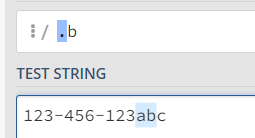 ⋮ / .b
TEST STRING
123-456-123abc